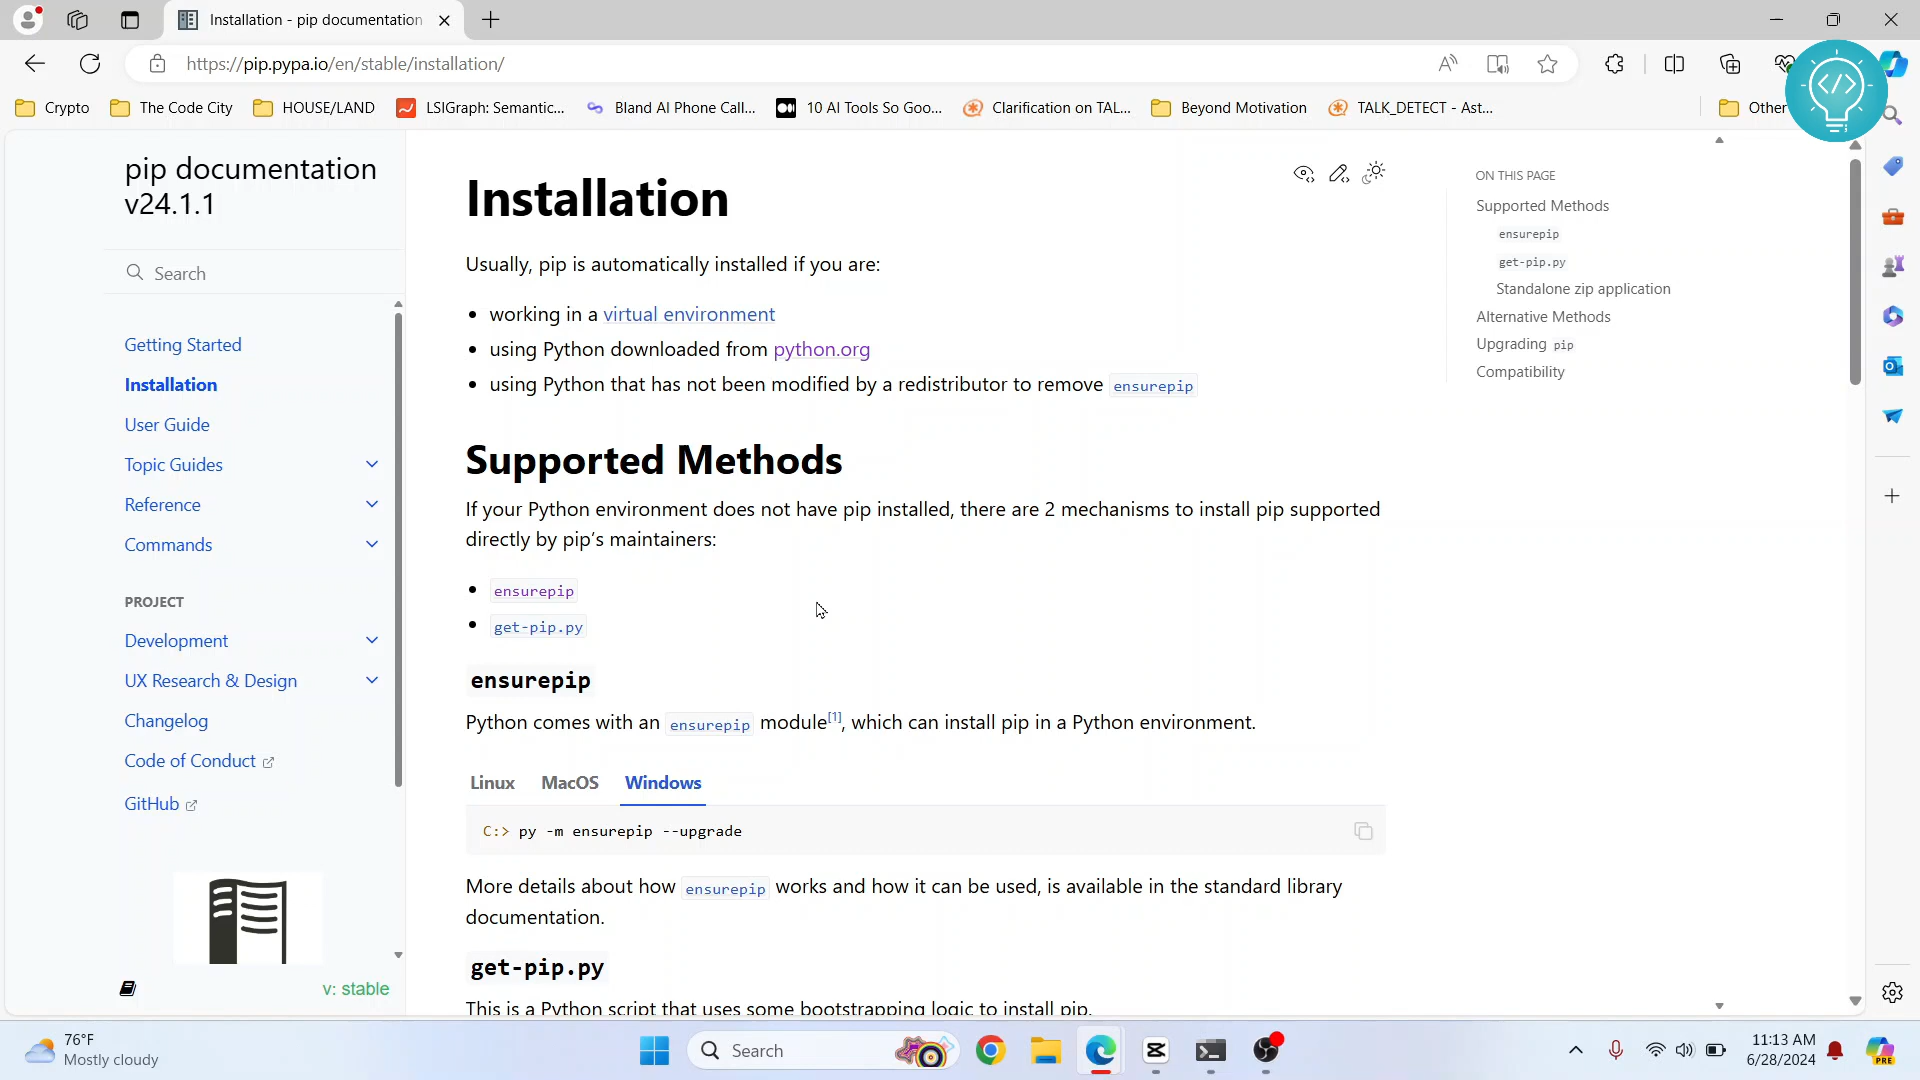 Installation - pip documentation
https://pip.pypa.io/en/stable/installation/
Crypto
The Code City
HOUSE/LAND
LSIGraph: Semantic...
Bland AI Phone Call...
10 AI Tools So Goo...
Clarification on TAL...
Beyond Motivation
TALK_DETECT - Ast...
Other
pip documentation
v24.1.1
Search
Getting Started
Installation
User Guide
Topic Guides
Reference
Commands
PROJECT
Development
UX Research & Design
Changelog
Code of Conduct
GitHub
v: stable
Installation
Usually, pip is automatically installed if you are:
• working in a virtual environment
• using Python downloaded from python.org
• using Python that has not been modified by a redistributor to remove ensurepip
Supported Methods
If your Python environment does not have pip installed, there are 2 mechanisms to install pip supported
directly by pip's maintainers:
• ensurepip
• get-pip.py
ensurepip
Python comes with an ensurepip module[1], which can install pip in a Python environment.
Linux MacOS Windows
C:> py -m ensurepip --upgrade
More details about how ensurepip works and how it can be used, is available in the standard library
documentation.
get-pip.py
This is a Python script that uses some bootstrapping logic to install pip.
ON THIS PAGE
Supported Methods
ensurepip
get-pip.py
Standalone zip application
Alternative Methods
Upgrading pip
Compatibility
76°F
Mostly cloudy
Search
11:13 AM
6/28/2024
PRE